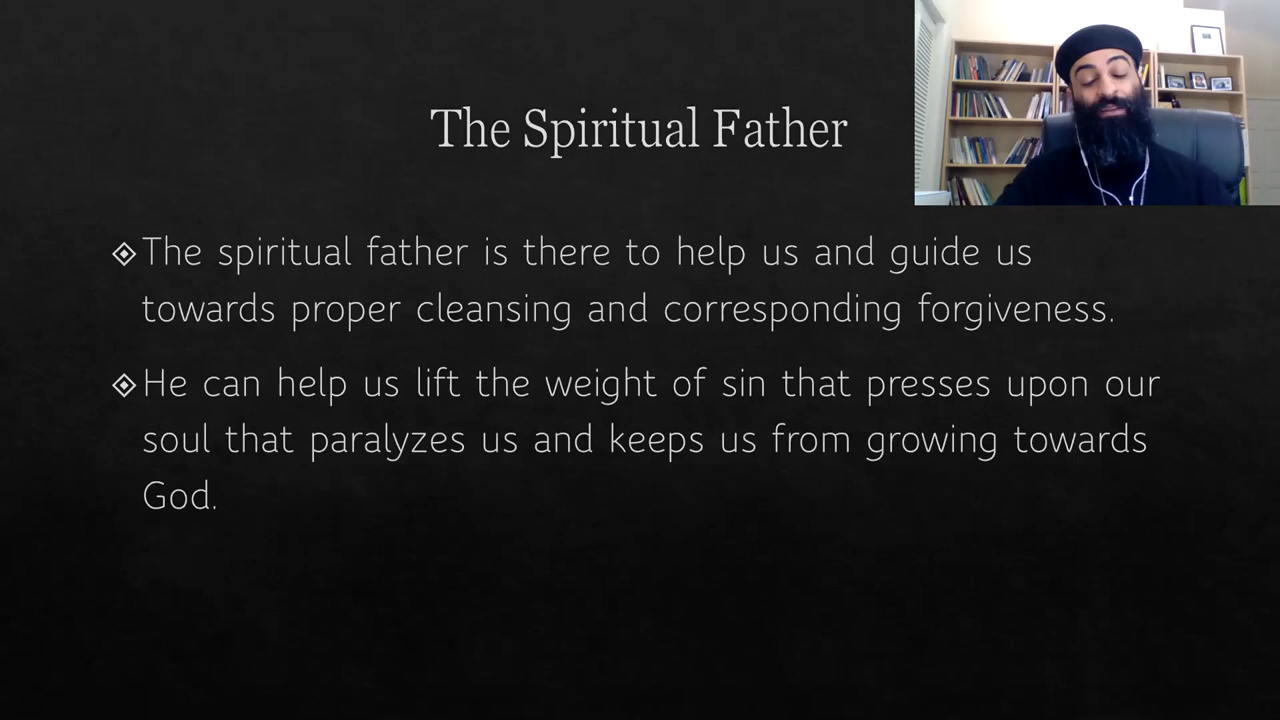 The Spiritual Father
The spiritual father is there to help us and guide us
towards proper cleansing and corresponding forgiveness.
He can help us lift the weight of sin that presses upon our
soul that paralyzes us and keeps us from growing towards
God.